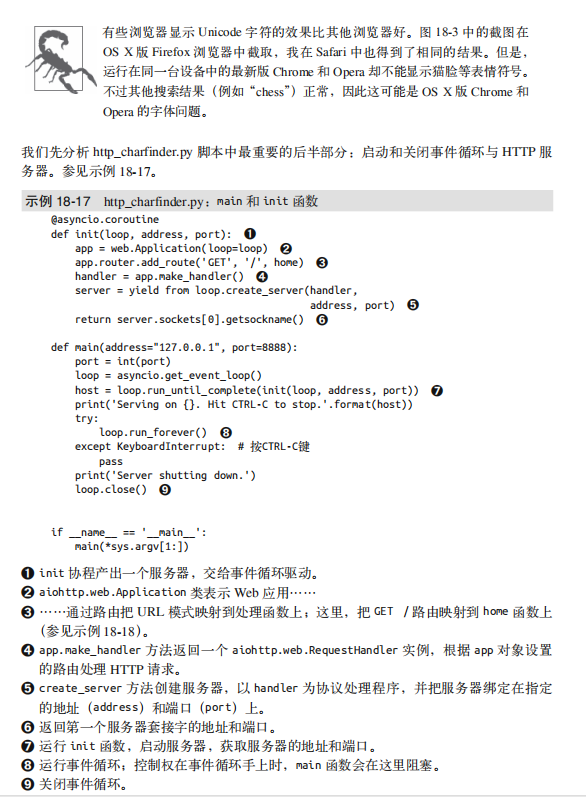 有些浏览器显示 Unicode 字符的效果比其他浏览器好。图 18-3 中的截图在
OS X 版 Firefox 浏览器中截取，我在 Safari 中也得到了相同的结果。但是，
运行在同一台设备中的最新版 Chrome 和 Opera 却不能显示猫脸等表情符号。
不过其他搜索结果（例如“chess”）正常，因此这可能是 OS X 版 Chrome 和
Opera 的字体问题。
我们先分析 http_charfinder.py 脚本中最重要的后半部分：启动和关闭事件循环与 HTTP 服
务器。参见示例 18-17。
示例 18-17 http_charfinder.py：main 和 init 函数
@asyncio.coroutine
def init(loop, address, port): ❶
    app = web.Application(loop=loop) ❷
    app.router.add_route('GET', '/', home) ❸
    handler = app.make_handler() ❹
    server = yield from loop.create_server(handler,
                                           address, port) ❺
    return server.sockets[0].getsockname() ❻
def main(address="127.0.0.1", port=8888):
    port = int(port)
    loop = asyncio.get_event_loop()
    host = loop.run_until_complete(init(loop, address, port)) ❼
    print('Serving on {}. Hit CTRL-C to stop.'.format(host))
    try:
        loop.run_forever() ❽
    except KeyboardInterrupt: # 按CTRL-C键
        pass
    print('Server shutting down.')
    loop.close() ❾
if __name__ == '__main__':
    main(*sys.argv[1:])
❶ init 协程产出一个服务器，交给事件循环驱动。
❷ aiohttp.web.Application 类表示 Web 应用……
❸ ……通过路由把 URL 模式映射到处理函数上；这里，把 GET / 路由映射到 home 函数上
（参见示例 18-18）。
❹ app.make_handler 方法返回一个 aiohttp.web.RequestHandler 实例，根据 app 对象设置
的路由处理 HTTP 请求。
❺ create_server 方法创建服务器，以 handler 为协议处理程序，并把服务器绑定在指定
的地址（address）和端口（port）上。
❻ 返回第一个服务器套接字的地址和端口。
❼ 运行 init 函数，启动服务器，获取服务器的地址和端口。
❽ 运行事件循环；控制权在事件循环手上时，main 函数会在这里阻塞。
❾ 关闭事件循环。